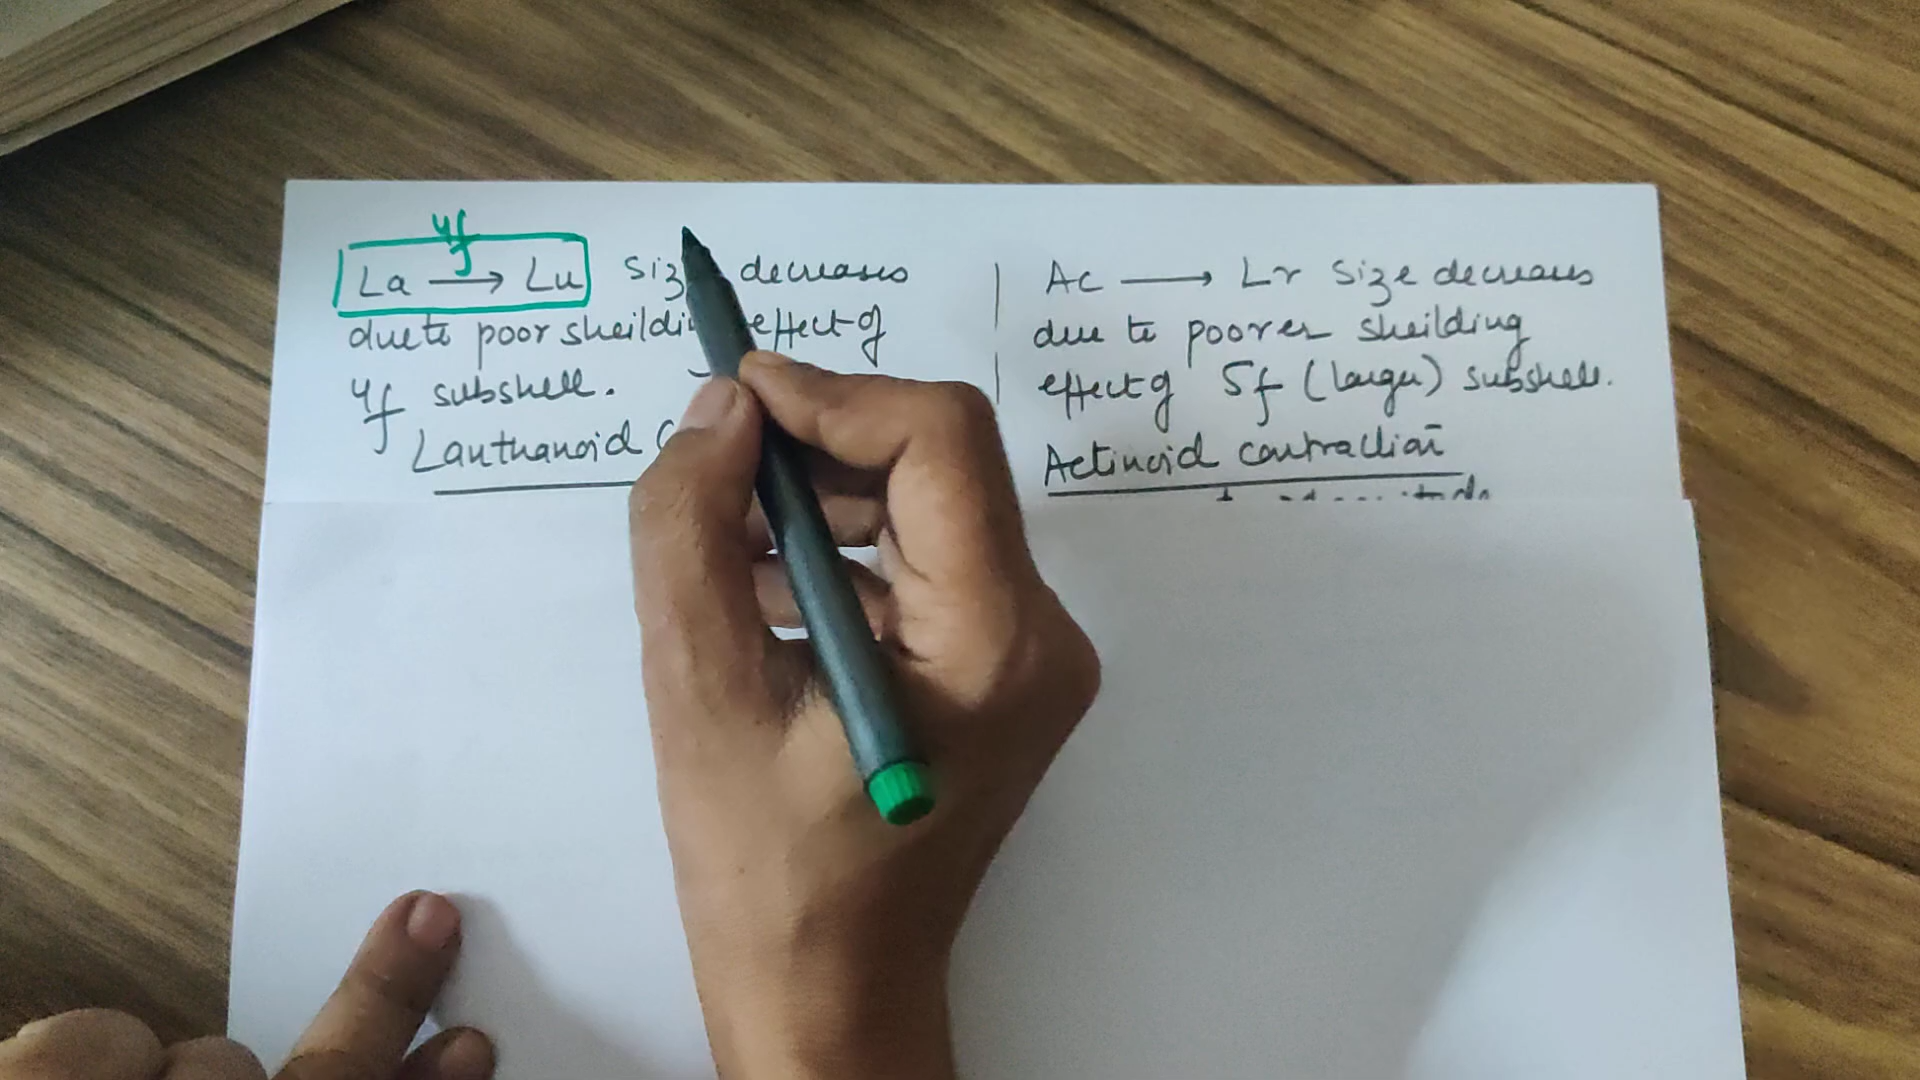 4f
La → Lu Size decreases
due to poor sheilding effect of
4f subshell.
Lanthanoid
Ac → Lr Size decreases
due to poorer sheilding
effect of 5f (larger) subshell.
Actinoid contraction